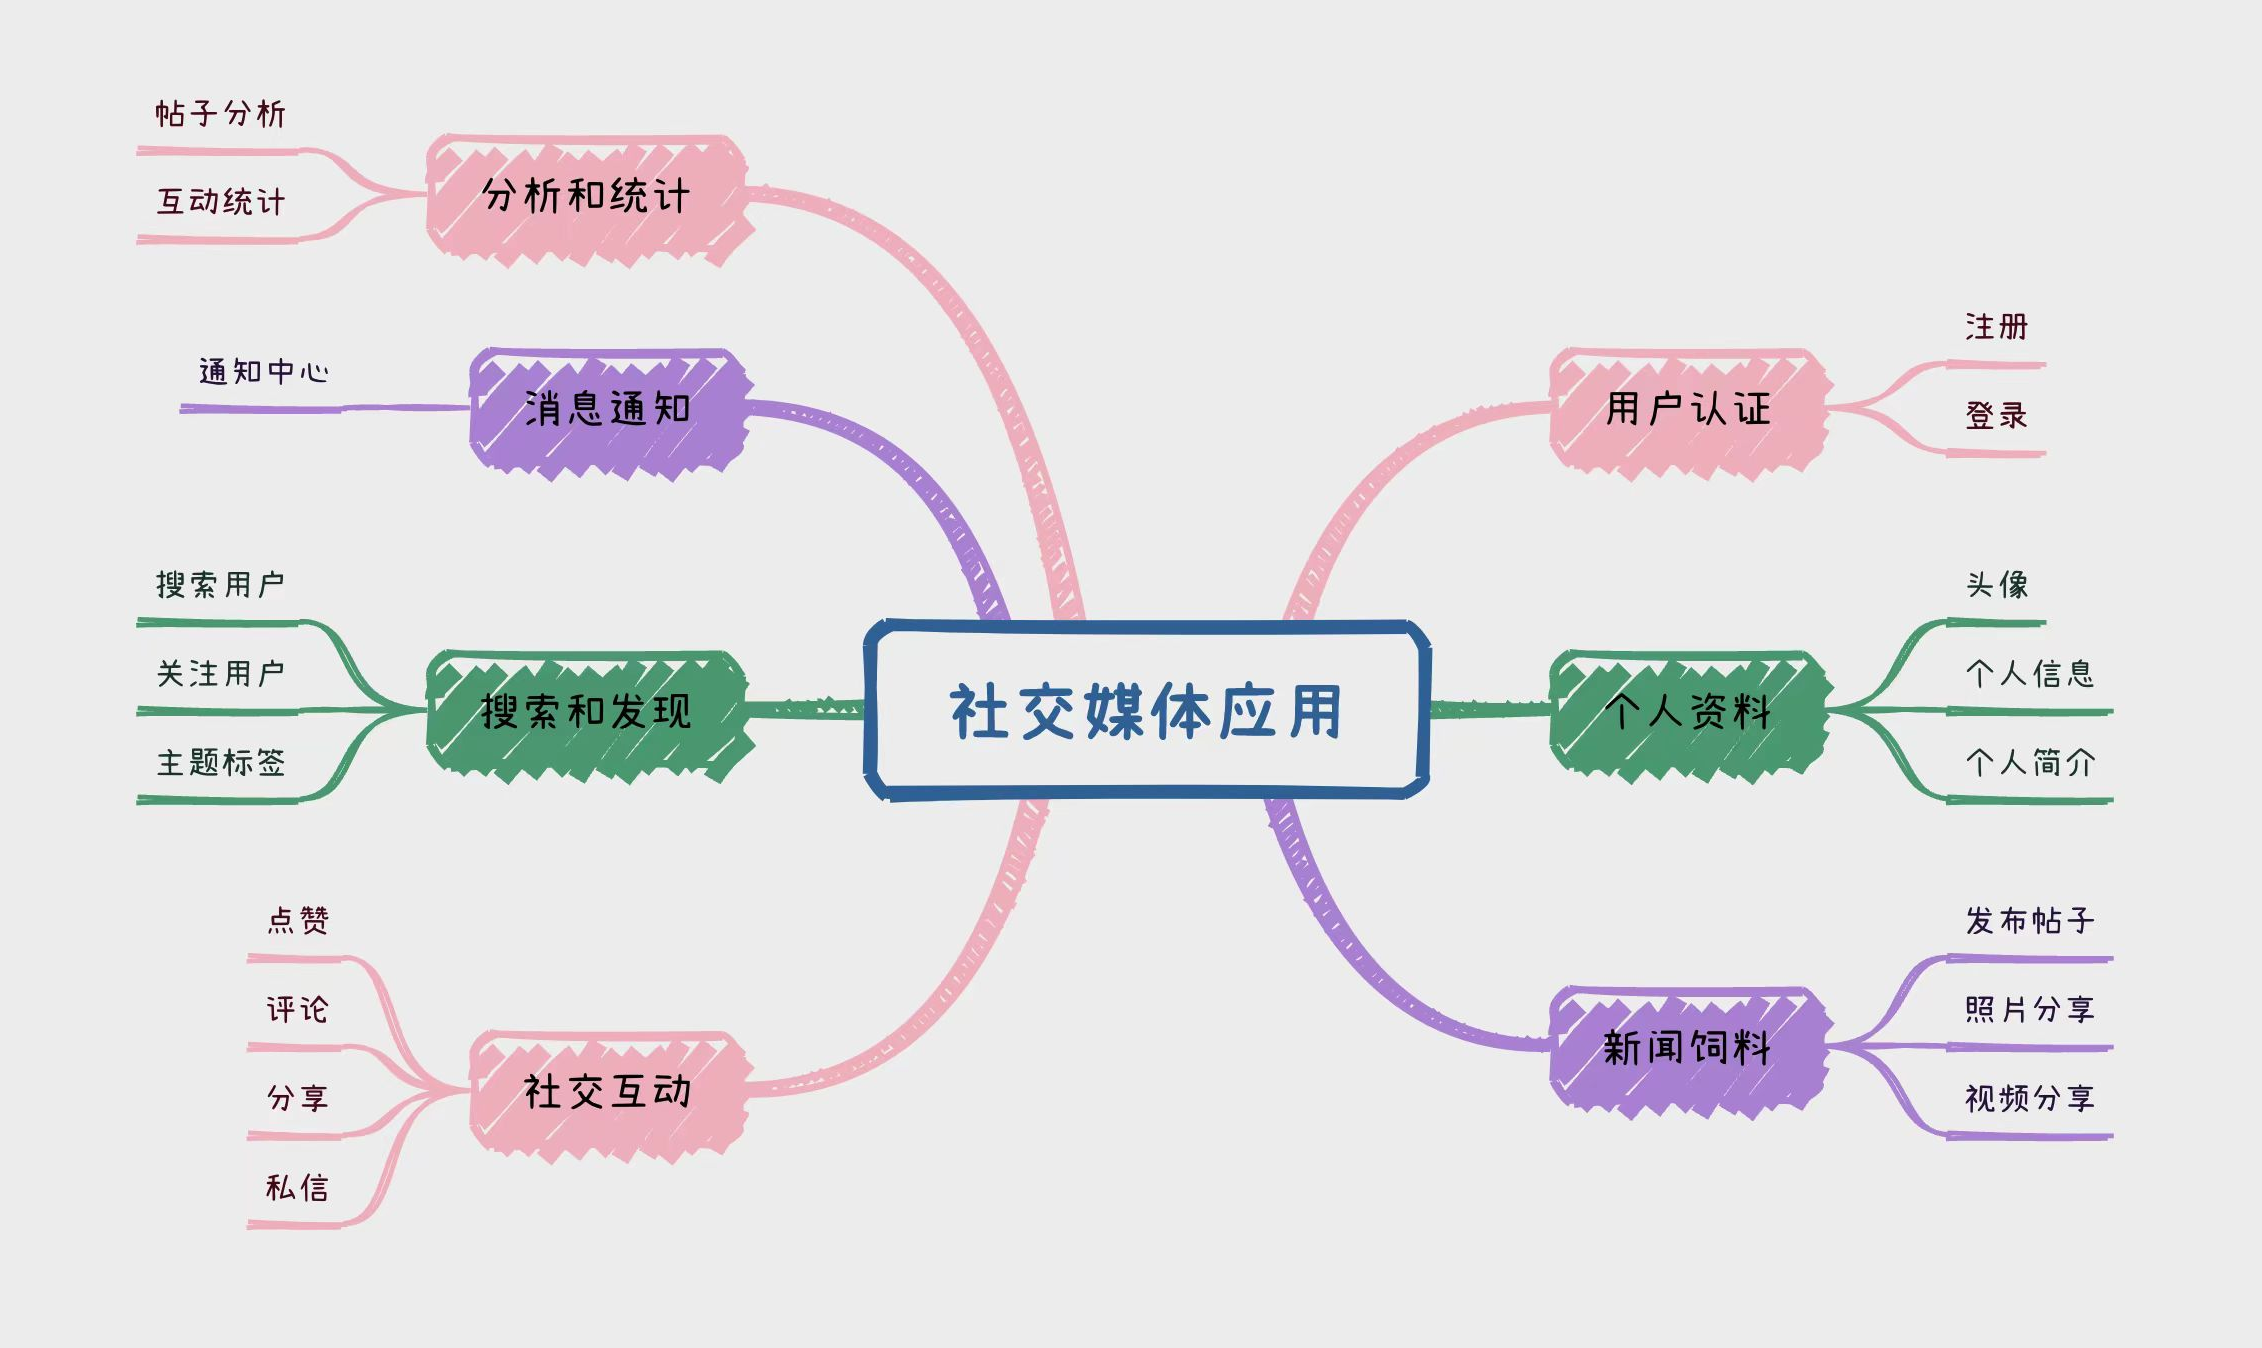 社交媒体应用
用户认证
注册
登录
个人资料
头像
个人信息
个人简介
新闻饲料
发布帖子
照片分享
视频分享
社交互动
点赞
评论
分享
私信
搜索和发现
搜索用户
关注用户
主题标签
消息通知
通知中心
分析和统计
帖子分析
互动统计